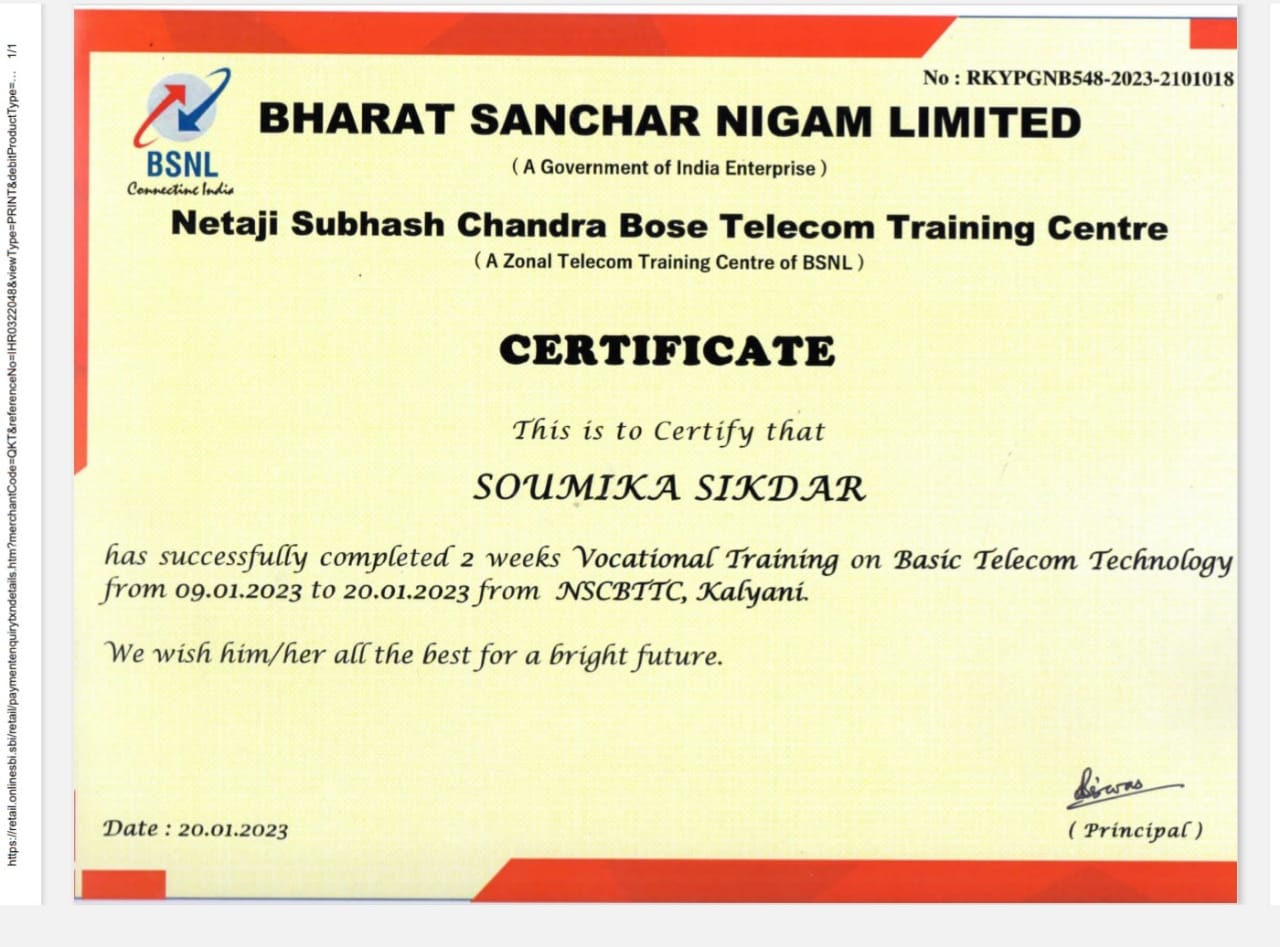 https://retail.onlinesbi.sbi/retail/paymentenquirytxndetails.htm?merchantCode=QKT&referenceNo=IHR0322048&viewType=PRINT&debitProductType=... 1/1
No : RKYPGNB548-2023-2101018
BSNL
Connecting India
BHARAT SANCHAR NIGAM LIMITED
( A Government of India Enterprise )
Netaji Subhash Chandra Bose Telecom Training Centre
( A Zonal Telecom Training Centre of BSNL )
CERTIFICATE
This is to Certify that
SOUMIKA SIKDAR
has successfully completed 2 weeks Vocational Training on Basic Telecom Technology
from 09.01.2023 to 20.01.2023 from NSCBTTC, Kalyani.
We wish him/her all the best for a bright future.
Date : 20.01.2023
( Principal )